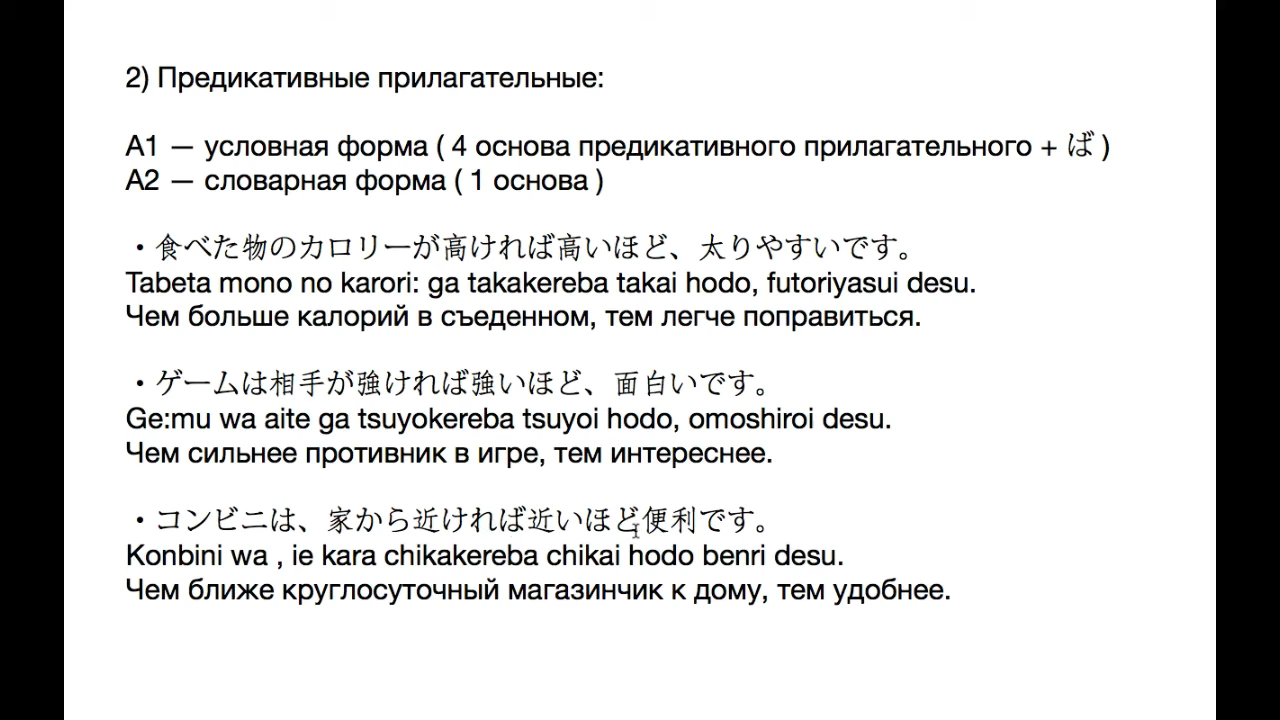 2) Предикативные прилагательные:
А1 — условная форма ( 4 основа предикативного прилагательного + ば )
А2 — словарная форма ( 1 основа )
・食べた物のカロリーが高ければ高いほど、太りやすいです。
Tabeta mono no karori: ga takakereba takai hodo, futoriyasui desu.
Чем больше калорий в съеденном, тем легче поправиться.
・ゲームは相手が強ければ強いほど、面白いです。
Ge:mu wa aite ga tsuyokereba tsuyoi hodo, omoshiroi desu.
Чем сильнее противник в игре, тем интереснее.
・コンビニは、家から近ければ近いほど便利です。
Konbini wa , ie kara chikakereba chikai hodo benri desu.
Чем ближе круглосуточный магазинчик к дому, тем удобнее.